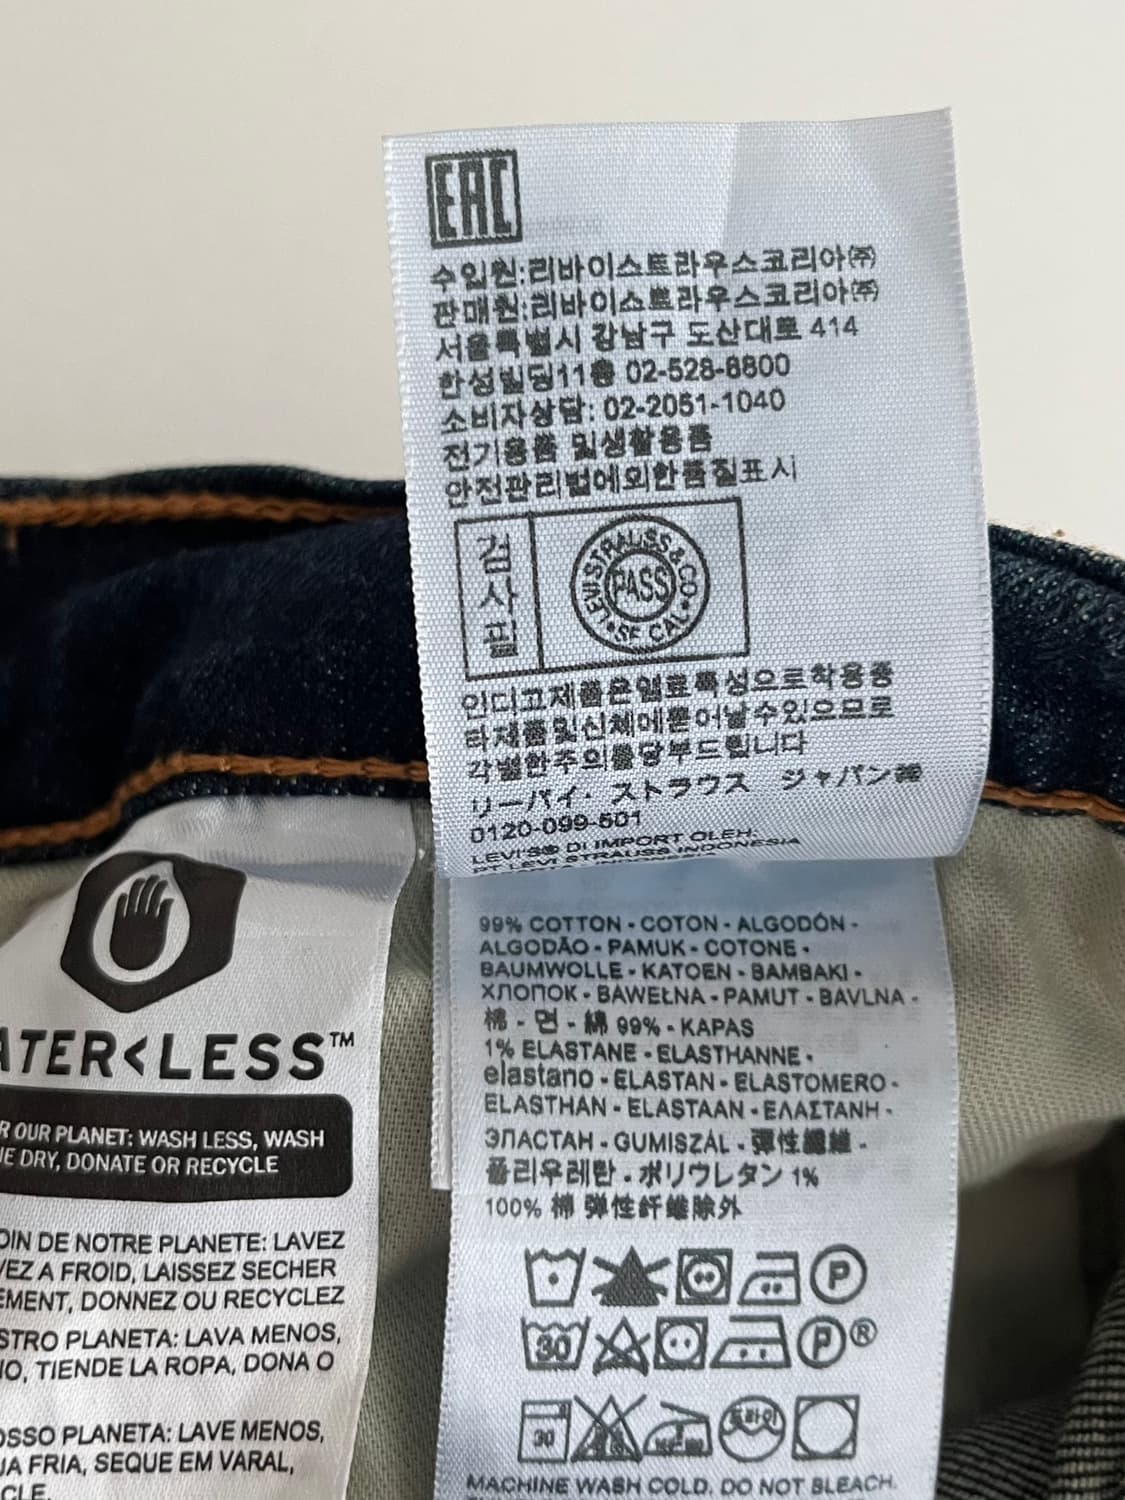 EAC
수입원:리바이스트라우스코리아㈜
판매원:리바이스트라우스코리아㈜
서울특별시 강남구 도산대로 414
한성빌딩11층 02-528-8800
소비자상담: 02-2051-1040
전기용품 및생활용품
안전관리법에의한품질표시
검사필
LEVI STRAUSS & CO SF CAL
PASS
인디고제품은염료특성으로착용중
타제품및신체에묻어날수있으므로
각별한주의를당부드립니다
リーバイ・ストラウス ジャパン㈱
0120-099-501
LEVI'S® DI IMPORT OLEH:
PT LEVI STRAUSS INDONESIA
99% COTTON - COTON - ALGODÓN -
ALGODÃO - PAMUK - COTONE -
BAUMWOLLE - KATOEN - BAMBAKI -
ХЛОПОК - BAWEŁNA - PAMUT - BAVLNA -
棉 - 면 - 綿 99% - KAPAS
1% ELASTANE - ELASTHANNE -
elastano - ELASTAN - ELASTOMERO -
ELASTHAN - ELASTAAN - ΕΛΑΣΤΑΝΗ -
ЭЛАСТАН - GUMISZÁL - 彈性纖維 -
폴리우레탄 - ポリウレタン 1%
100% 棉 弹性纤维除外
P
30 P®
30 드라이
MACHINE WASH COLD. DO NOT BLEACH.
ATER<LESS™
R OUR PLANET: WASH LESS, WASH
E DRY, DONATE OR RECYCLE
OIN DE NOTRE PLANETE: LAVEZ
VEZ A FROID, LAISSEZ SECHER
EMENT, DONNEZ OU RECYCLEZ
STRO PLANETA: LAVA MENOS,
IO, TIENDE LA ROPA, DONA O
OSSO PLANETA: LAVE MENOS,
UA FRIA, SEQUE EM VARAL,
CLE.